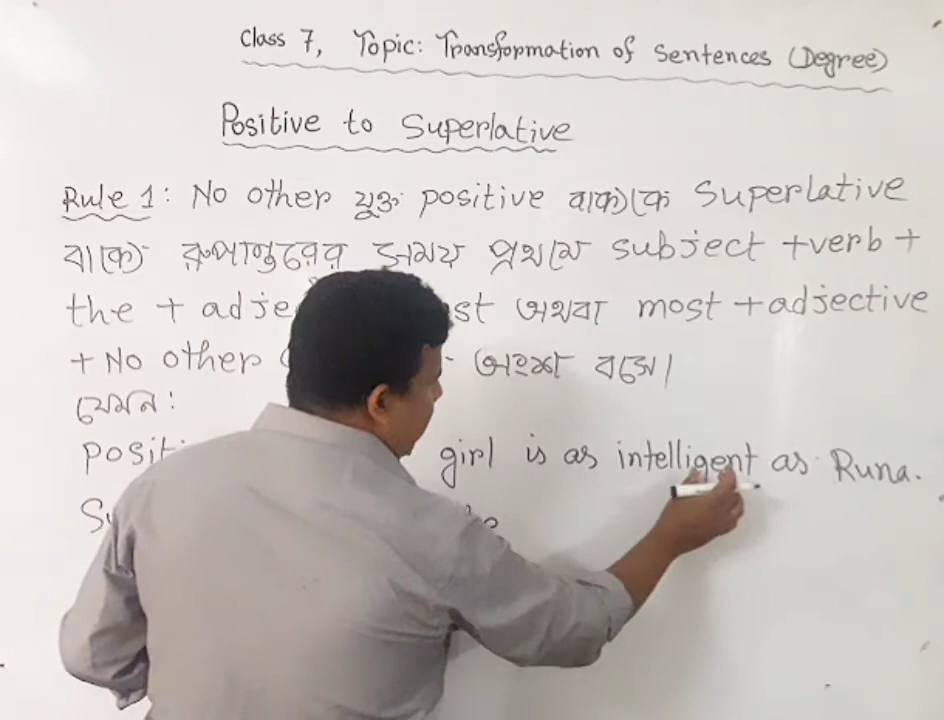 Class 7, Topic: Transformation of Sentences (Degree)
Positive to Superlative
Rule 1: No other যুক্ত positive বাক্যকে Superlative
বাক্যে রূপান্তরের সময় প্রথমে subject + verb +
the + adje st অথবা most + adjective
+ No other অংশ বসে।
যেমন:
Positi girl is as intelligent as Runa.
Su